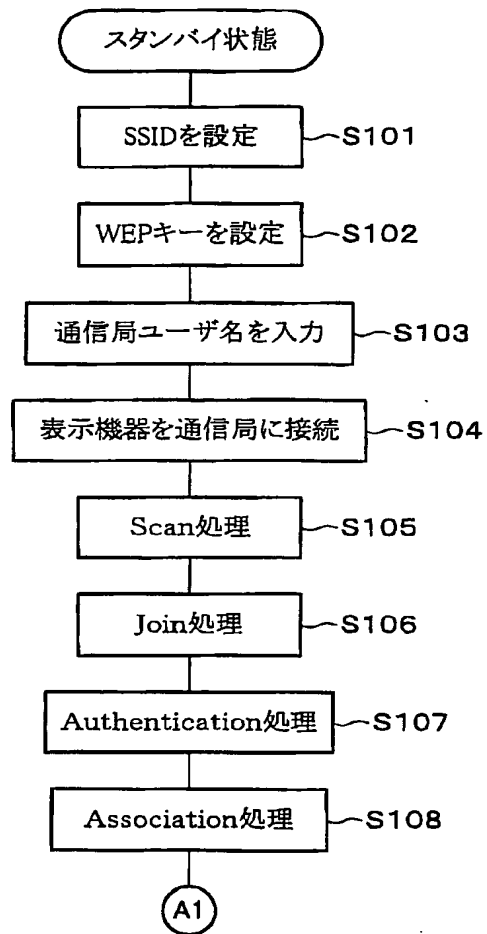 スタンバイ状態
SSIDを設定 S101
WEPキーを設定 S102
通信局ユーザ名を入力 S103
表示機器を通信局に接続 S104
Scan処理 S105
Join処理 S106
Authentication処理 S107
Association処理 S108
A1